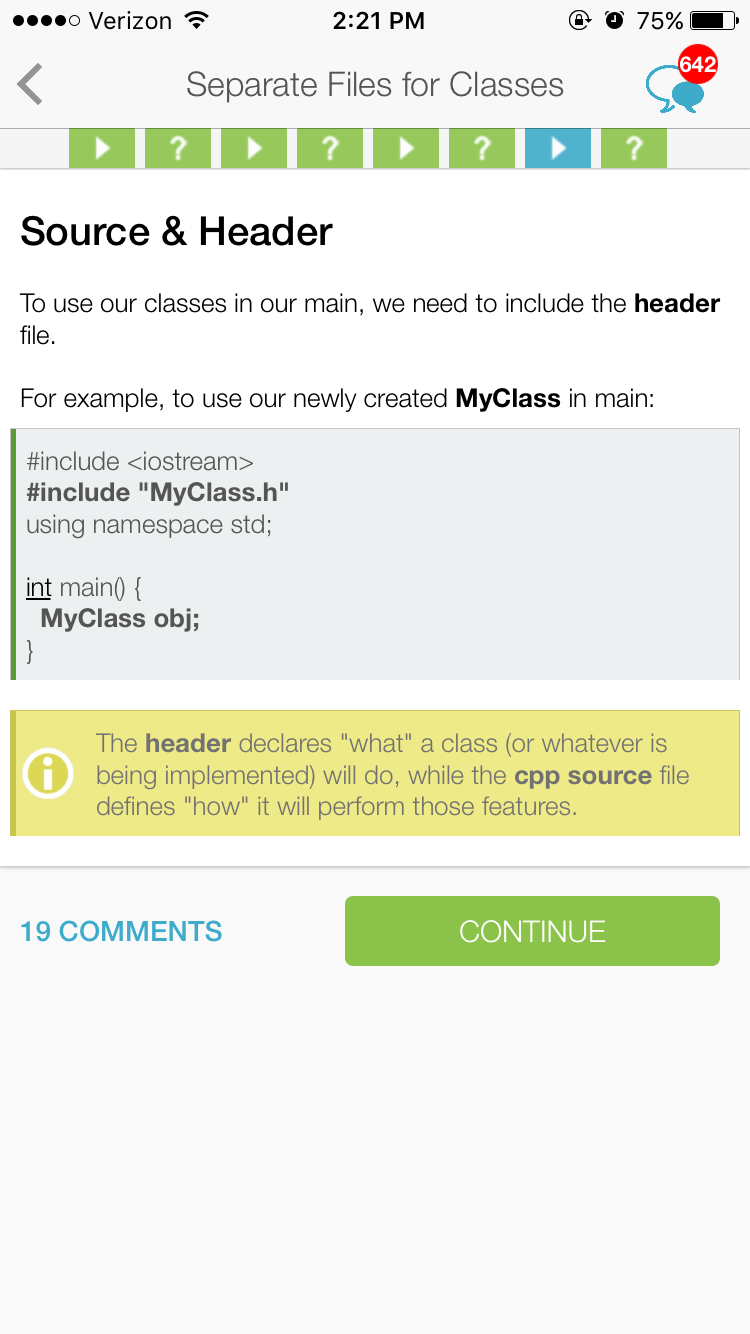 Verizon 2:21 PM 75%
Separate Files for Classes 642
? ? ? ?
Source & Header
To use our classes in our main, we need to include the header
file.
For example, to use our newly created MyClass in main:
#include <iostream>
#include "MyClass.h"
using namespace std;
int main() {
MyClass obj;
}
The header declares "what" a class (or whatever is
being implemented) will do, while the cpp source file
defines "how" it will perform those features.
19 COMMENTS CONTINUE